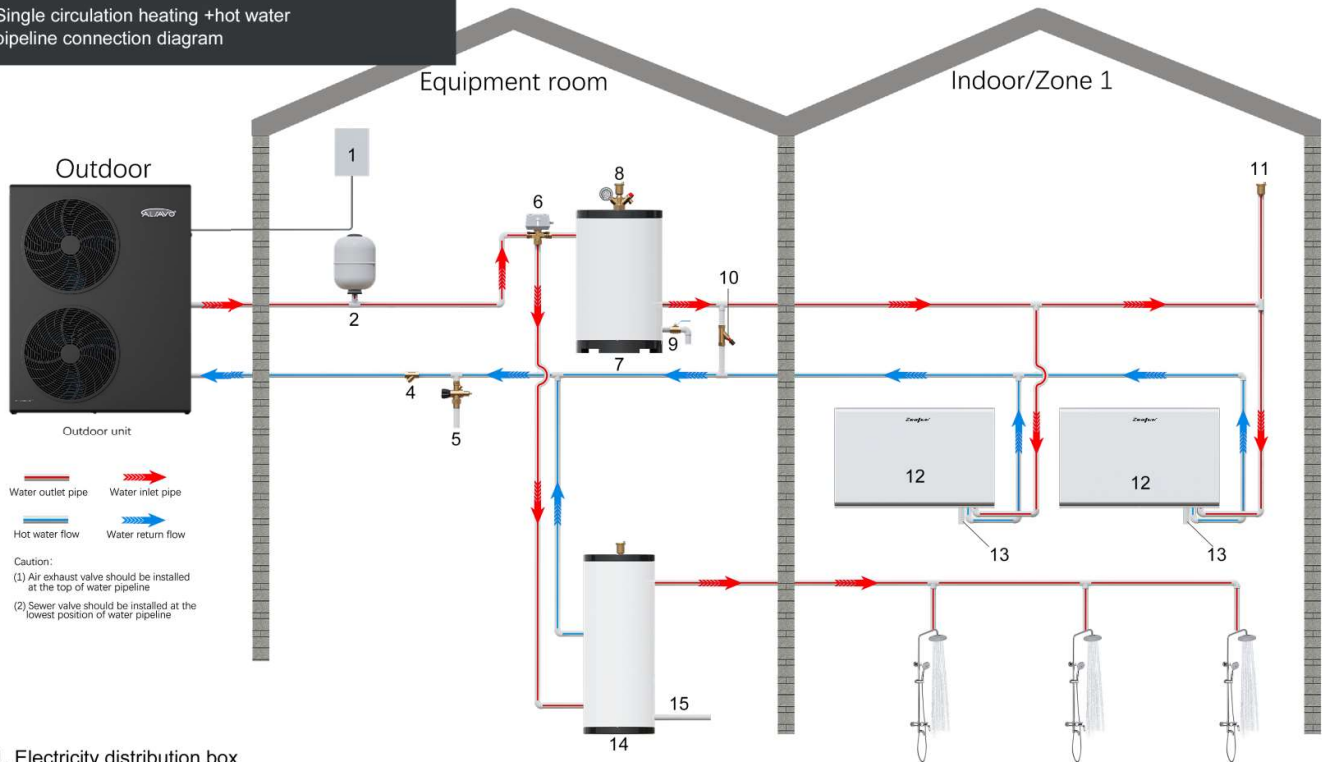 Single circulation heating +hot water
pipeline connection diagram
Equipment room
Indoor/Zone 1
Outdoor
1
8
11
6
10
2
9
7
4
5
12
12
13
13
Outdoor unit
Water outlet pipe
Water inlet pipe
Hot water flow
Water return flow
Caution:
(1) Air exhaust valve should be installed
at the top of water pipeline
(2) Sewer valve should be installed at the
lowest position of water pipeline
15
14
. Electricity distribution box